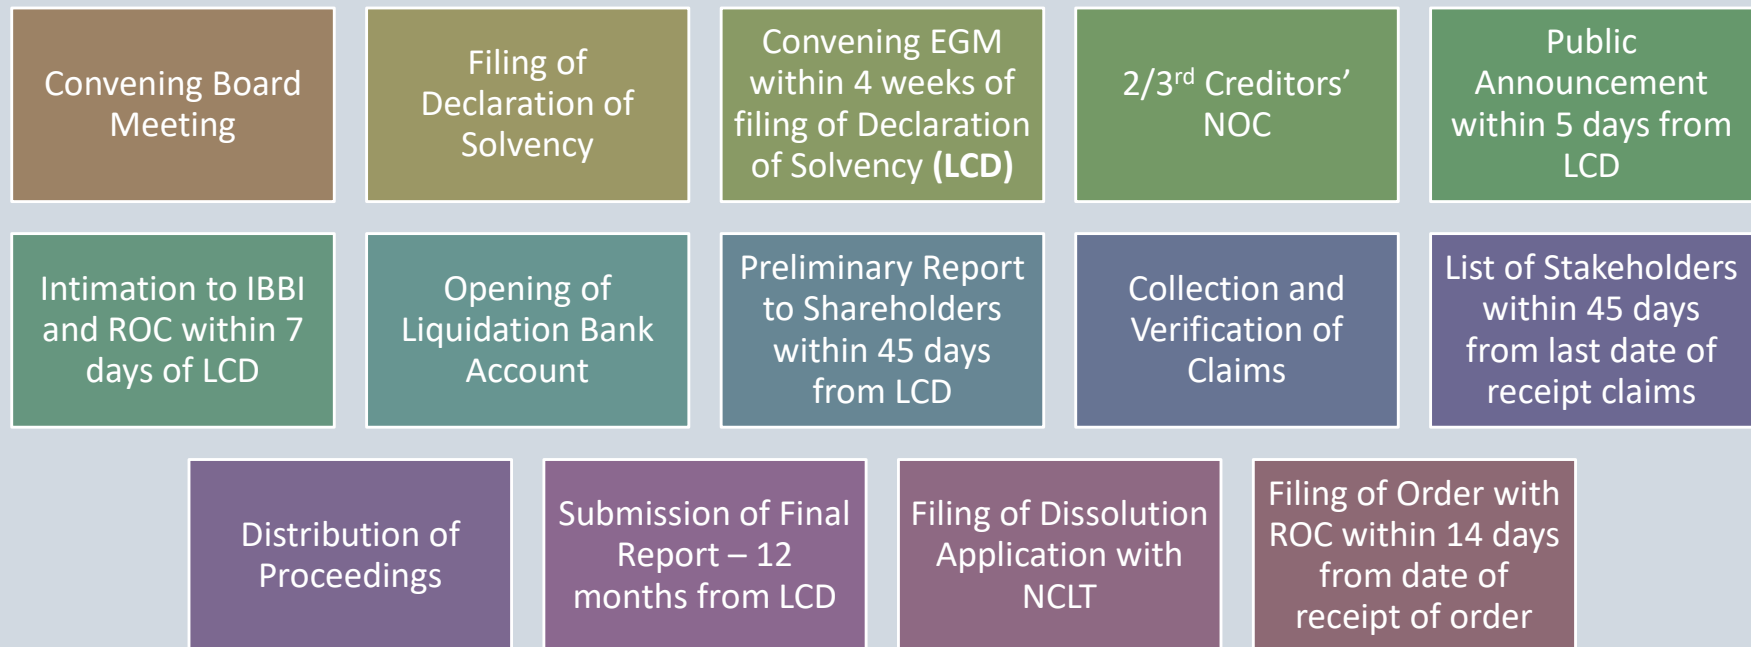 Convening Board
Meeting
Filing of
Declaration of
Solvency
Convening EGM
within 4 weeks of
filing of Declaration
of Solvency (LCD)
2/3rd Creditors’
NOC
Public
Announcement
within 5 days from
LCD
Intimation to IBBI
and ROC within 7
days of LCD
Opening of
Liquidation Bank
Account
Preliminary Report
to Shareholders
within 45 days
from LCD
Collection and
Verification of
Claims
List of Stakeholders
within 45 days
from last date of
receipt claims
Distribution of
Proceedings
Submission of Final
Report – 12
months from LCD
Filing of Dissolution
Application with
NCLT
Filing of Order with
ROC within 14 days
from date of
receipt of order